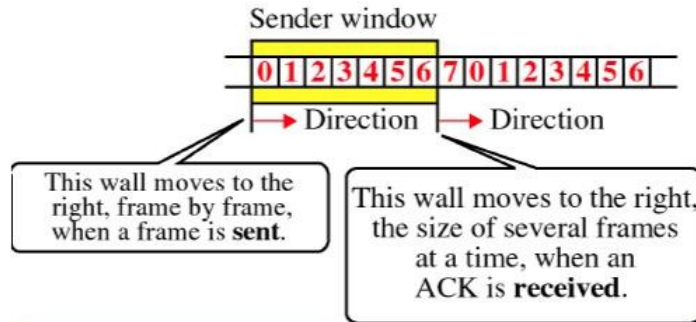 Sender window
0 1 2 3 4 5 6 7 0 1 2 3 4 5 6
Direction Direction
This wall moves to the
right, frame by frame,
when a frame is sent.
This wall moves to the right,
the size of several frames
at a time, when an
ACK is received.